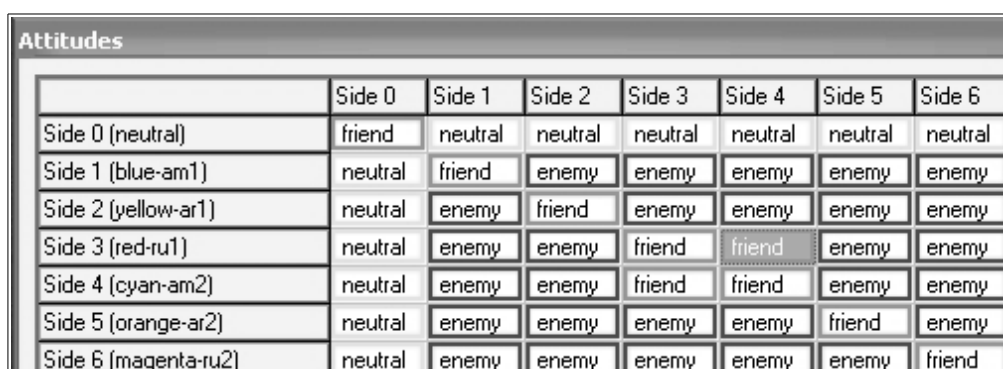 Attitudes
Side 0 Side 1 Side 2 Side 3 Side 4 Side 5 Side 6
Side 0 (neutral) friend neutral neutral neutral neutral neutral neutral
Side 1 (blue-am1) neutral friend enemy enemy enemy enemy enemy
Side 2 (yellow-ar1) neutral enemy friend enemy enemy enemy enemy
Side 3 (red-ru1) neutral enemy enemy friend friend enemy enemy
Side 4 (cyan-am2) neutral enemy enemy friend friend enemy enemy
Side 5 (orange-ar2) neutral enemy enemy enemy enemy friend enemy
Side 6 (magenta-ru2) neutral enemy enemy enemy enemy enemy friend